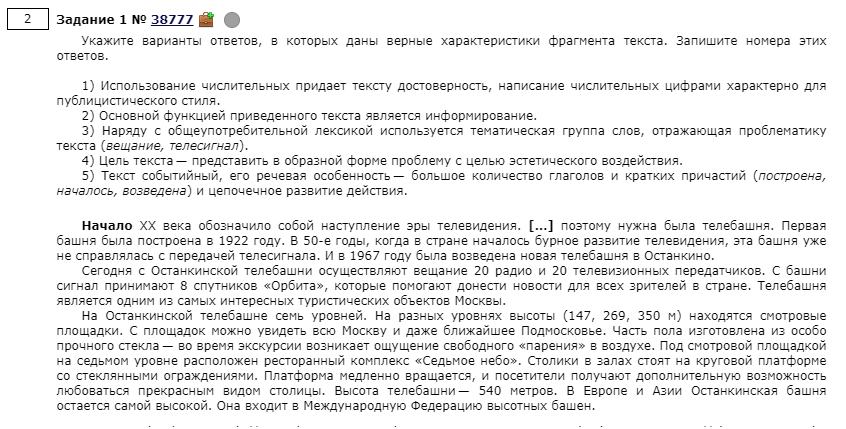 2 Задание 1 № 38777
Укажите варианты ответов, в которых даны верные характеристики фрагмента текста. Запишите номера этих
ответов.
1) Использование числительных придает тексту достоверность, написание числительных цифрами характерно для
публицистического стиля.
2) Основной функцией приведенного текста является информирование.
3) Наряду с общеупотребительной лексикой используется тематическая группа слов, отражающая проблематику
текста (вещание, телесигнал).
4) Цель текста — представить в образной форме проблему с целью эстетического воздействия.
5) Текст событийный, его речевая особенность — большое количество глаголов и кратких причастий (построена,
началось, возведена) и цепочечное развитие действия.
Начало XX века обозначило собой наступление эры телевидения. [...] поэтому нужна была телебашня. Первая
башня была построена в 1922 году. В 50-е годы, когда в стране началось бурное развитие телевидения, эта башня уже
не справлялась с передачей телесигнала. И в 1967 году была возведена новая телебашня в Останкино.
Сегодня с Останкинской телебашни осуществляют вещание 20 радио и 20 телевизионных передатчиков. С башни
сигнал принимают 8 спутников «Орбита», которые помогают донести новости для всех зрителей в стране. Телебашня
является одним из самых интересных туристических объектов Москвы.
На Останкинской телебашне семь уровней. На разных уровнях высоты (147, 269, 350 м) находятся смотровые
площадки. С площадок можно увидеть всю Москву и даже ближайшее Подмосковье. Часть пола изготовлена из особо
прочного стекла — во время экскурсии возникает ощущение свободного «парения» в воздухе. Под смотровой площадкой
на седьмом уровне расположен ресторанный комплекс «Седьмое небо». Столики в залах стоят на круговой платформе
со стеклянными ограждениями. Платформа медленно вращается, и посетители получают дополнительную возможность
любоваться прекрасным видом столицы. Высота телебашни — 540 метров. В Европе и Азии Останкинская башня
остается самой высокой. Она входит в Международную Федерацию высотных башен.